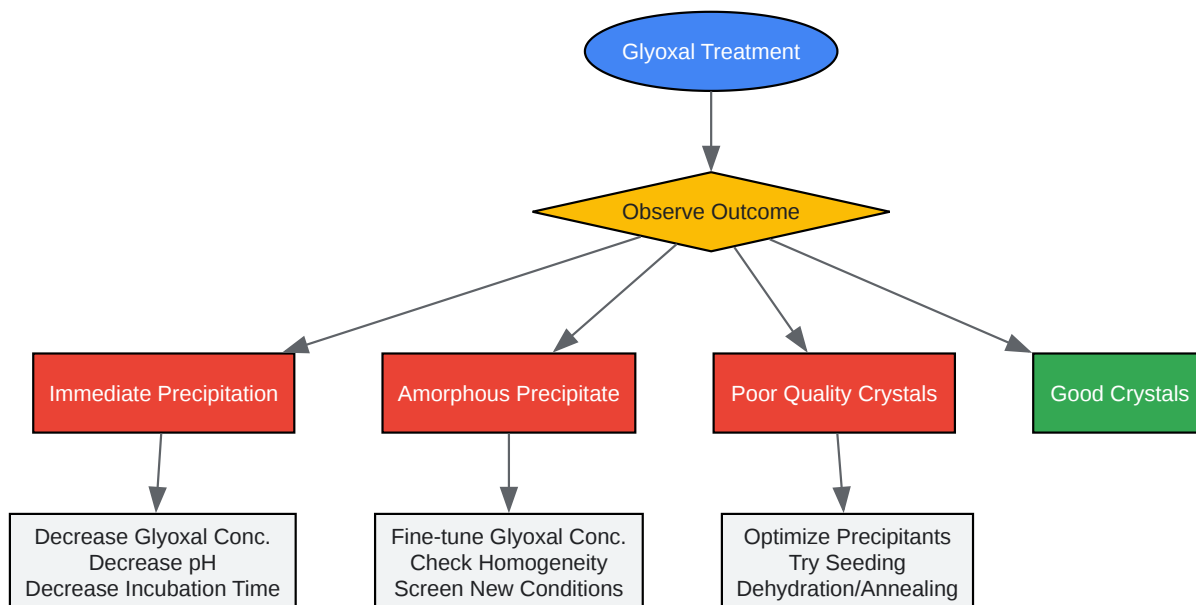 Glyoxal Treatment
Observe Outcome
Immediate Precipitation
Amorphous Precipitate
Poor Quality Crystals
Good Crystals
Decrease Glyoxal Conc.
Decrease pH
Decrease Incubation Time
Fine-tune Glyoxal Conc.
Check Homogeneity
Screen New Conditions
Optimize Precipitants
Try Seeding
Dehydration/Annealing